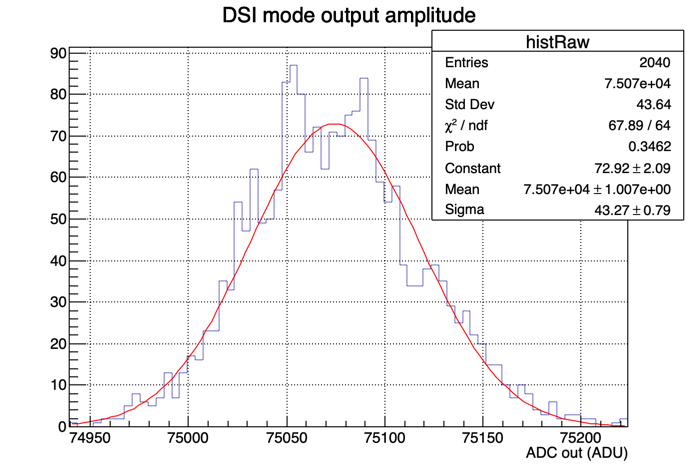 DSI mode output amplitude
histRaw
Entries 2040
Mean 7.507e+04
Std Dev 43.64
χ² / ndf 67.89 / 64
Prob 0.3462
Constant 72.92 ± 2.09
Mean 7.507e+04 ± 1.007e+00
Sigma 43.27 ± 0.79
90
80
70
60
50
40
30
20
10
0
74950 75000 75050 75100 75150 75200
ADC out (ADU)